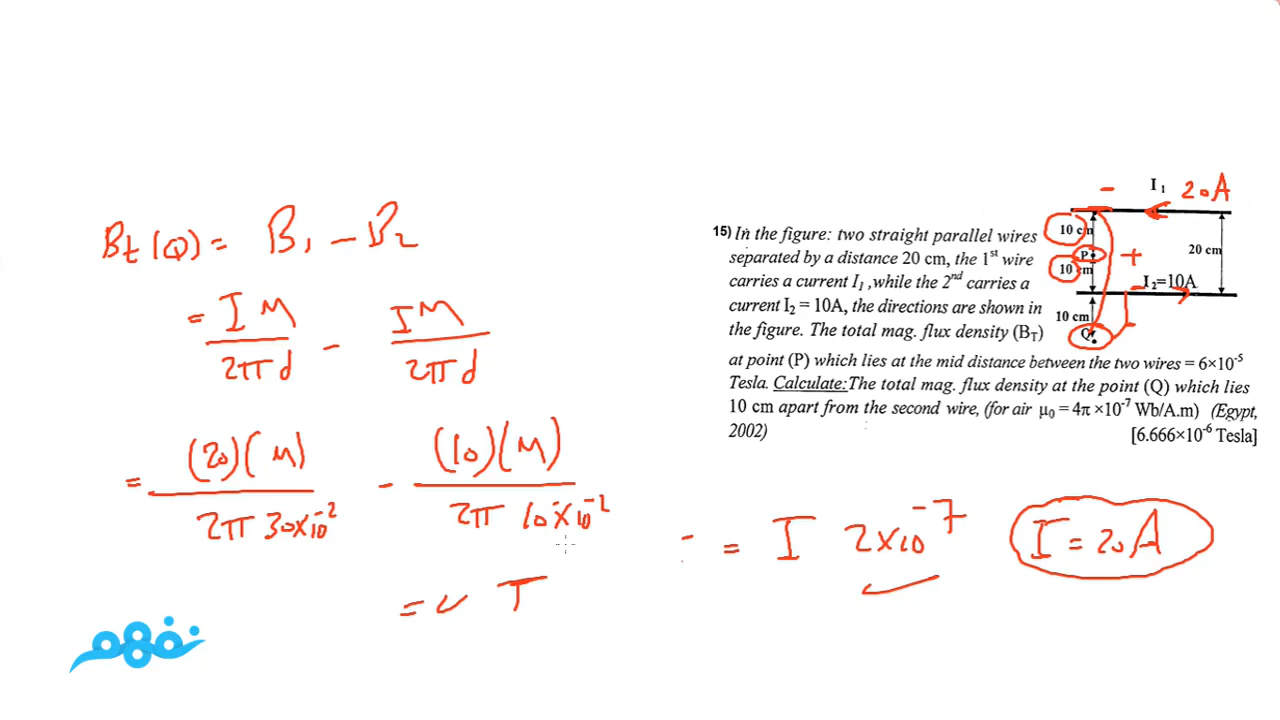 Bt(Q) = B1 - B2
= IM / 2πd - IM / 2πd
= (20)(M) / 2π 30×10⁻² - (10)(M) / 2π 10×10⁻²
= ✓ T
نفهم
15) In the figure: two straight parallel wires
separated by a distance 20 cm, the 1st wire
carries a current I1 ,while the 2nd carries a
current I2 = 10A, the directions are shown in
the figure. The total mag. flux density (BT)
at point (P) which lies at the mid distance between the two wires = 6×10⁻⁵
Tesla. Calculate:The total mag. flux density at the point (Q) which lies
10 cm apart from the second wire, (for air μ0 = 4π ×10⁻⁷ Wb/A.m) (Egypt,
2002) [6.666×10⁻⁶ Tesla]
- I1 20A
10 cm
P +
20 cm
10 cm
- I2=10A
10 cm
Q
= I 2×10⁻⁷ I = 20A